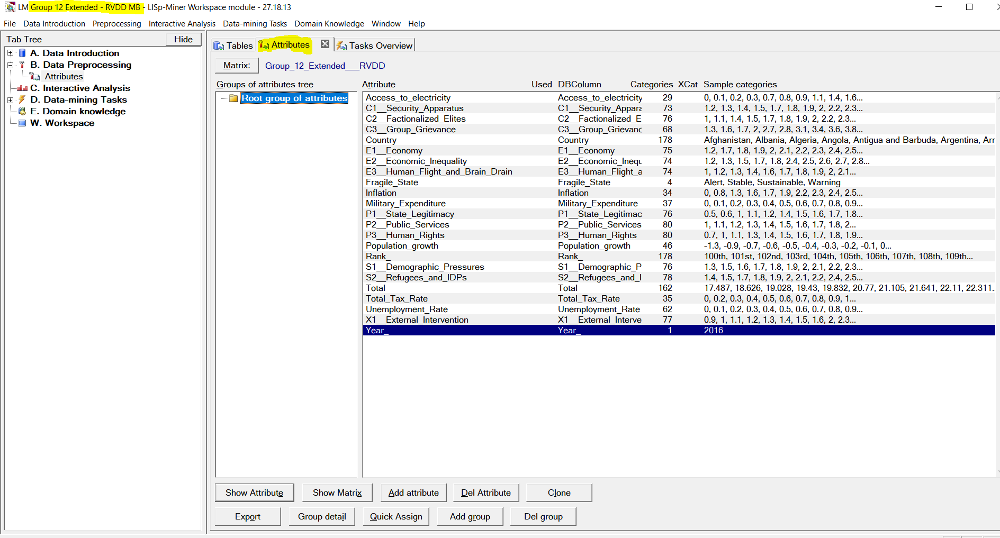 LM Group 12 Extended - RVDD MB - LISp-Miner Workspace module - 27.18.13
File Data Introduction Preprocessing Interactive Analysis Data-mining Tasks Domain Knowledge Window Help
Tab Tree Hide
A. Data Introduction
B. Data Preprocessing
Attributes
C. Interactive Analysis
D. Data-mining Tasks
E. Domain knowledge
W. Workspace
Tables Attributes Tasks Overview
Matrix: Group_12_Extended___RVDD
Groups of attributes tree
Root group of attributes
Attribute Used DBColumn Categories XCat Sample categories
Access_to_electricity Access_to_electricity 29 0, 0.1, 0.2, 0.3, 0.7, 0.8, 0.9, 1.1, 1.4, 1.6...
C1__Security_Apparatus C1__Security_Appara 73 1.2, 1.3, 1.4, 1.5, 1.7, 1.8, 1.9, 2, 2.2, 2.3...
C2__Factionalized_Elites C2__Factionalized_E 76 1, 1.1, 1.4, 1.5, 1.7, 1.8, 1.9, 2, 2.2, 2.3...
C3__Group_Grievance C3__Group_Grievanc 68 1.3, 1.6, 1.7, 2, 2.7, 2.8, 3.1, 3.4, 3.6, 3.8...
Country Country 178 Afghanistan, Albania, Algeria, Angola, Antigua and Barbuda, Argentina, Arr
E1__Economy E1__Economy 75 1.2, 1.7, 1.8, 1.9, 2, 2.1, 2.2, 2.3, 2.4, 2.5...
E2__Economic_Inequality E2__Economic_Inequ 74 1.2, 1.3, 1.5, 1.7, 1.8, 2.4, 2.5, 2.6, 2.7, 2.8...
E3__Human_Flight_and_Brain_Drain E3__Human_Flight_a 74 1, 1.2, 1.3, 1.4, 1.6, 1.7, 1.8, 1.9, 2, 2.1...
Fragile_State Fragile_State 4 Alert, Stable, Sustainable, Warning
Inflation Inflation 34 0, 0.8, 1.3, 1.6, 1.7, 1.9, 2.2, 2.3, 2.4, 2.5...
Military_Expenditure Military_Expenditure 37 0, 0.1, 0.2, 0.3, 0.4, 0.5, 0.6, 0.7, 0.8, 0.9...
P1__State_Legitimacy P1__State_Legitimac 76 0.5, 0.6, 1, 1.1, 1.2, 1.4, 1.5, 1.6, 1.7, 1.8...
P2__Public_Services P2__Public_Services 80 1, 1.1, 1.2, 1.3, 1.4, 1.5, 1.6, 1.7, 1.8, 2...
P3__Human_Rights P3__Human_Rights 80 0.7, 1, 1.1, 1.3, 1.4, 1.5, 1.6, 1.7, 1.8, 1.9...
Population_growth Population_growth 46 -1.3, -0.9, -0.7, -0.6, -0.5, -0.4, -0.3, -0.2, -0.1, 0...
Rank_ Rank_ 178 100th, 101st, 102nd, 103rd, 104th, 105th, 106th, 107th, 108th, 109th...
S1__Demographic_Pressures S1__Demographic_P 76 1.3, 1.5, 1.6, 1.7, 1.8, 1.9, 2, 2.1, 2.2, 2.3...
S2__Refugees_and_IDPs S2__Refugees_and_I 78 1.4, 1.5, 1.7, 1.8, 1.9, 2, 2.1, 2.2, 2.4, 2.5...
Total Total 162 17.487, 18.626, 19.028, 19.43, 19.832, 20.77, 21.105, 21.641, 22.11, 22.311..
Total_Tax_Rate Total_Tax_Rate 35 0, 0.2, 0.3, 0.4, 0.5, 0.6, 0.7, 0.8, 0.9, 1...
Unemployment_Rate Unemployment_Rate 62 0, 0.1, 0.2, 0.3, 0.4, 0.5, 0.6, 0.7, 0.8, 0.9...
X1__External_Intervention X1__External_Interve 77 0.9, 1, 1.1, 1.2, 1.3, 1.4, 1.5, 1.6, 2, 2.3...
Year_ Year_ 1 2016
Show Attribute Show Matrix Add attribute Del Attribute Clone
Export Group detail Quick Assign Add group Del group